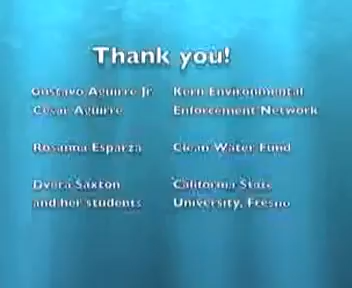 Thank you!
Gustavo Aguirre Jr. Kern Environmental
Cesar Aguirre Enforcement Network
Rosanna Esparza Clean Water Fund
Dvera Saxton California State
and her students University, Fresno